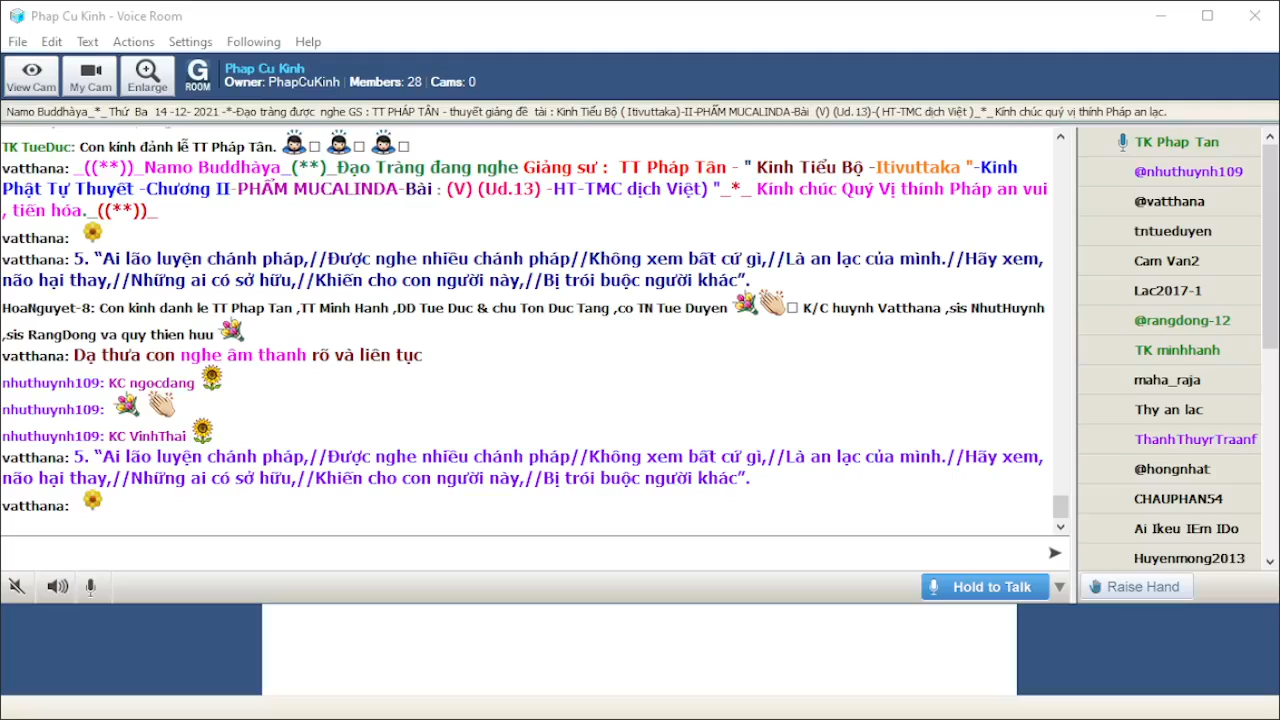 Phap Cu Kinh - Voice Room
File Edit Text Actions Settings Following Help
View Cam
My Cam
Enlarge
G
ROOM
Phap Cu Kinh
Owner: PhapCuKinh Members: 28 Cams: 0
Namo Buddhàya_*_ Thứ Ba 14 -12- 2021 -*-Đạo tràng được nghe GS : TT PHÁP TÂN - thuyết giảng đề tài : Kinh Tiểu Bộ ( Itivuttaka)-II-PHẨM MUCALINDA-Bài (V) (Ud.13)-( HT-TMC dịch Việt )_*_ Kính chúc quý vị thính Pháp an lạc.
TK TueDuc: Con kính đảnh lễ TT Pháp Tân.
vatthana: _((**))_Namo Buddhàya_(**)_Đạo Tràng đang nghe Giảng sư : TT Pháp Tân - " Kinh Tiểu Bộ -Itivuttaka "-Kinh
Phật Tự Thuyết -Chương II-PHẨM MUCALINDA-Bài : (V) (Ud.13) -HT-TMC dịch Việt) "_*_ Kính chúc Quý Vị thính Pháp an vui
, tiến hóa._((**))_
vatthana:
vatthana: 5. “Ai lão luyện chánh pháp,//Được nghe nhiều chánh pháp//Không xem bất cứ gì,//Là an lạc của mình.//Hãy xem,
não hại thay,//Những ai có sở hữu,//Khiến cho con người này,//Bị trói buộc người khác”.
HoaNguyet-8: Con kinh danh le TT Phap Tan ,TT Minh Hanh ,DD Tue Duc & chu Ton Duc Tang ,co TN Tue Duyen K/C huynh Vatthana ,sis NhutHuynh
,sis RangDong va quy thien huu
vatthana: Dạ thưa con nghe âm thanh rõ và liên tục
nhuthuynh109: KC ngocdang
nhuthuynh109:
nhuthuynh109: KC VinhThai
vatthana: 5. “Ai lão luyện chánh pháp,//Được nghe nhiều chánh pháp//Không xem bất cứ gì,//Là an lạc của mình.//Hãy xem,
não hại thay,//Những ai có sở hữu,//Khiến cho con người này,//Bị trói buộc người khác”.
vatthana:
TK Phap Tan
@nhuthuynh109
@vatthana
tntueduyen
Cam Van2
Lac2017-1
@rangdong-12
TK minhhanh
maha_raja
Thy an lac
ThanhThuyrTraanf
@hongnhat
CHAUPHAN54
Ai Ikeu IEm IDo
Huyenmong2013
Hold to Talk
Raise Hand